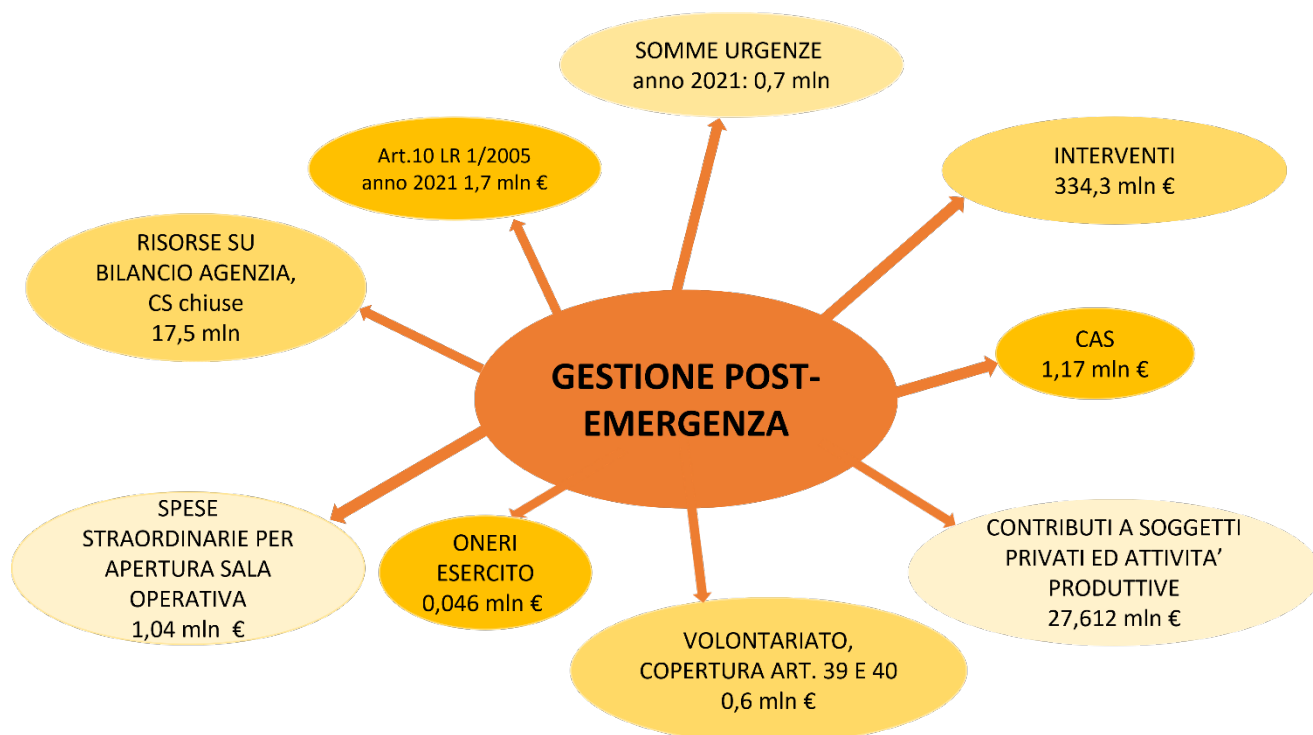 SOMME URGENZE
anno 2021: 0,7 mln
Art.10 LR 1/2005
anno 2021 1,7 mln €
INTERVENTI
334,3 mln €
RISORSE SU
BILANCIO AGENZIA,
CS chiuse
17,5 mln
GESTIONE POST-
EMERGENZA
CAS
1,17 mln €
SPESE
STRAORDINARIE PER
APERTURA SALA
OPERATIVA
1,04 mln €
ONERI
ESERCITO
0,046 mln €
VOLONTARIATO,
COPERTURA ART. 39 E 40
0,6 mln €
CONTRIBUTI A SOGGETTI
PRIVATI ED ATTIVITA’
PRODUTTIVE
27,612 mln €